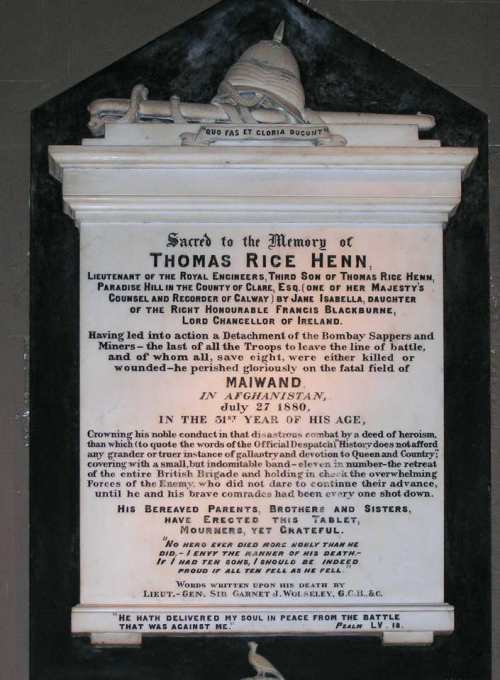 "QUO FAS ET GLORIA DUCUNT"
Sacred to the Memory of
THOMAS RICE HENN,
LIEUTENANT OF THE ROYAL ENGINEERS, THIRD SON OF THOMAS RICE HENN,
PARADISE HILL IN THE COUNTY OF CLARE, ESQ. (ONE OF HER MAJESTY'S
COUNSEL AND RECORDER OF GALWAY) BY JANE ISABELLA, DAUGHTER
OF THE RIGHT HONOURABLE FRANCIS BLACKBURNE,
LORD CHANCELLOR OF IRELAND.
Having led into action a Detachment of the Bombay Sappers and
Miners – the last of all the Troops to leave the line of battle,
and of whom all, save eight, were either killed or
wounded – he perished gloriously on the fatal field of
MAIWAND,
IN AFGHANISTAN,
July 27 1880,
IN THE 31ST YEAR OF HIS AGE,
Crowning his noble conduct in that disastrous combat by a deed of heroism,
than which (to quote the words of the Official Despatch) "History does not afford
any grander or truer instance of gallantry and devotion to Queen and Country";
covering with a small, but indomitable band – eleven in number – the retreat
of the entire British Brigade and holding in check the overwhelming
Forces of the Enemy, who did not dare to continue their advance,
until he and his brave comrades had been every one shot down.
HIS BEREAVED PARENTS, BROTHERS AND SISTERS,
HAVE ERECTED THIS TABLET,
MOURNERS, YET GRATEFUL.
"NO HERO EVER DIED MORE NOBLY THAN HE
DID. – I ENVY THE MANNER OF HIS DEATH. –
IF I HAD TEN SONS, I SHOULD BE INDEED
PROUD IF ALL TEN FELL AS HE FELL."
WORDS WRITTEN UPON HIS DEATH BY
LIEUT.-GEN. SIR GARNET J. WOLSELEY, G.C.B., &C.
"HE HATH DELIVERED MY SOUL IN PEACE FROM THE BATTLE
THAT WAS AGAINST ME." PSALM LV. 18.